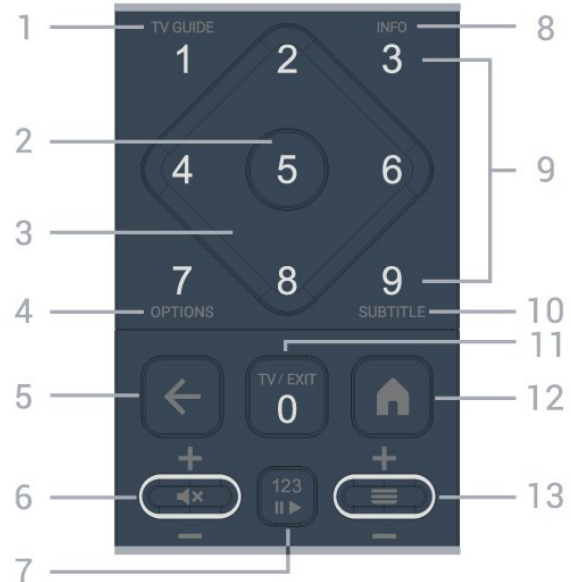 1 TV GUIDE INFO 8
1 2 3
2
4 5 6 9
3
7 8 9
4 OPTIONS SUBTITLE 10
11
TV / EXIT
5 0 12
+ +
6 13
123
− −
7